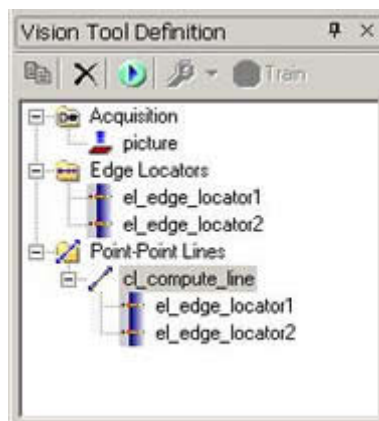 Vision Tool Definition
Train
Acquisition
picture
Edge Locators
el_edge_locator1
el_edge_locator2
Point-Point Lines
cl_compute_line
el_edge_locator1
el_edge_locator2